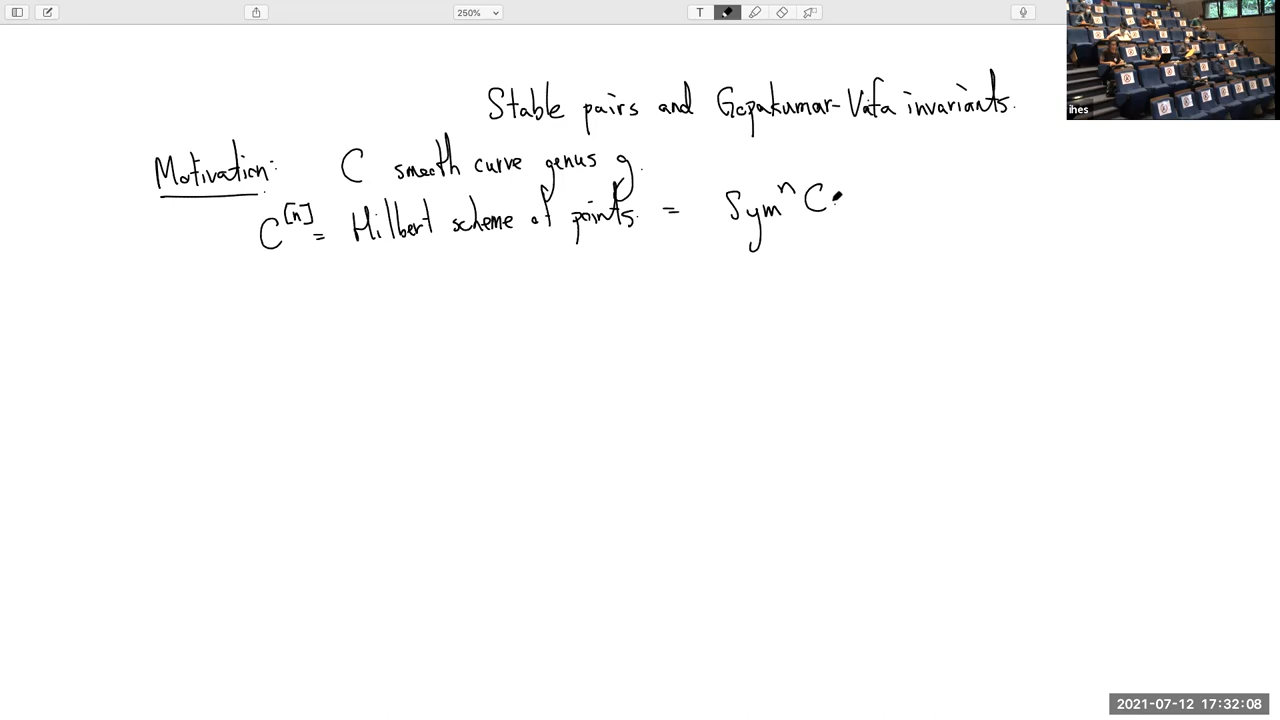 250%
T
ihes
Stable pairs and Gopakumar-Vafa invariants.
Motivation: C smooth curve genus g.
C^[n] = Hilbert scheme of points = Sym^n C
2021-07-12 17:32:08